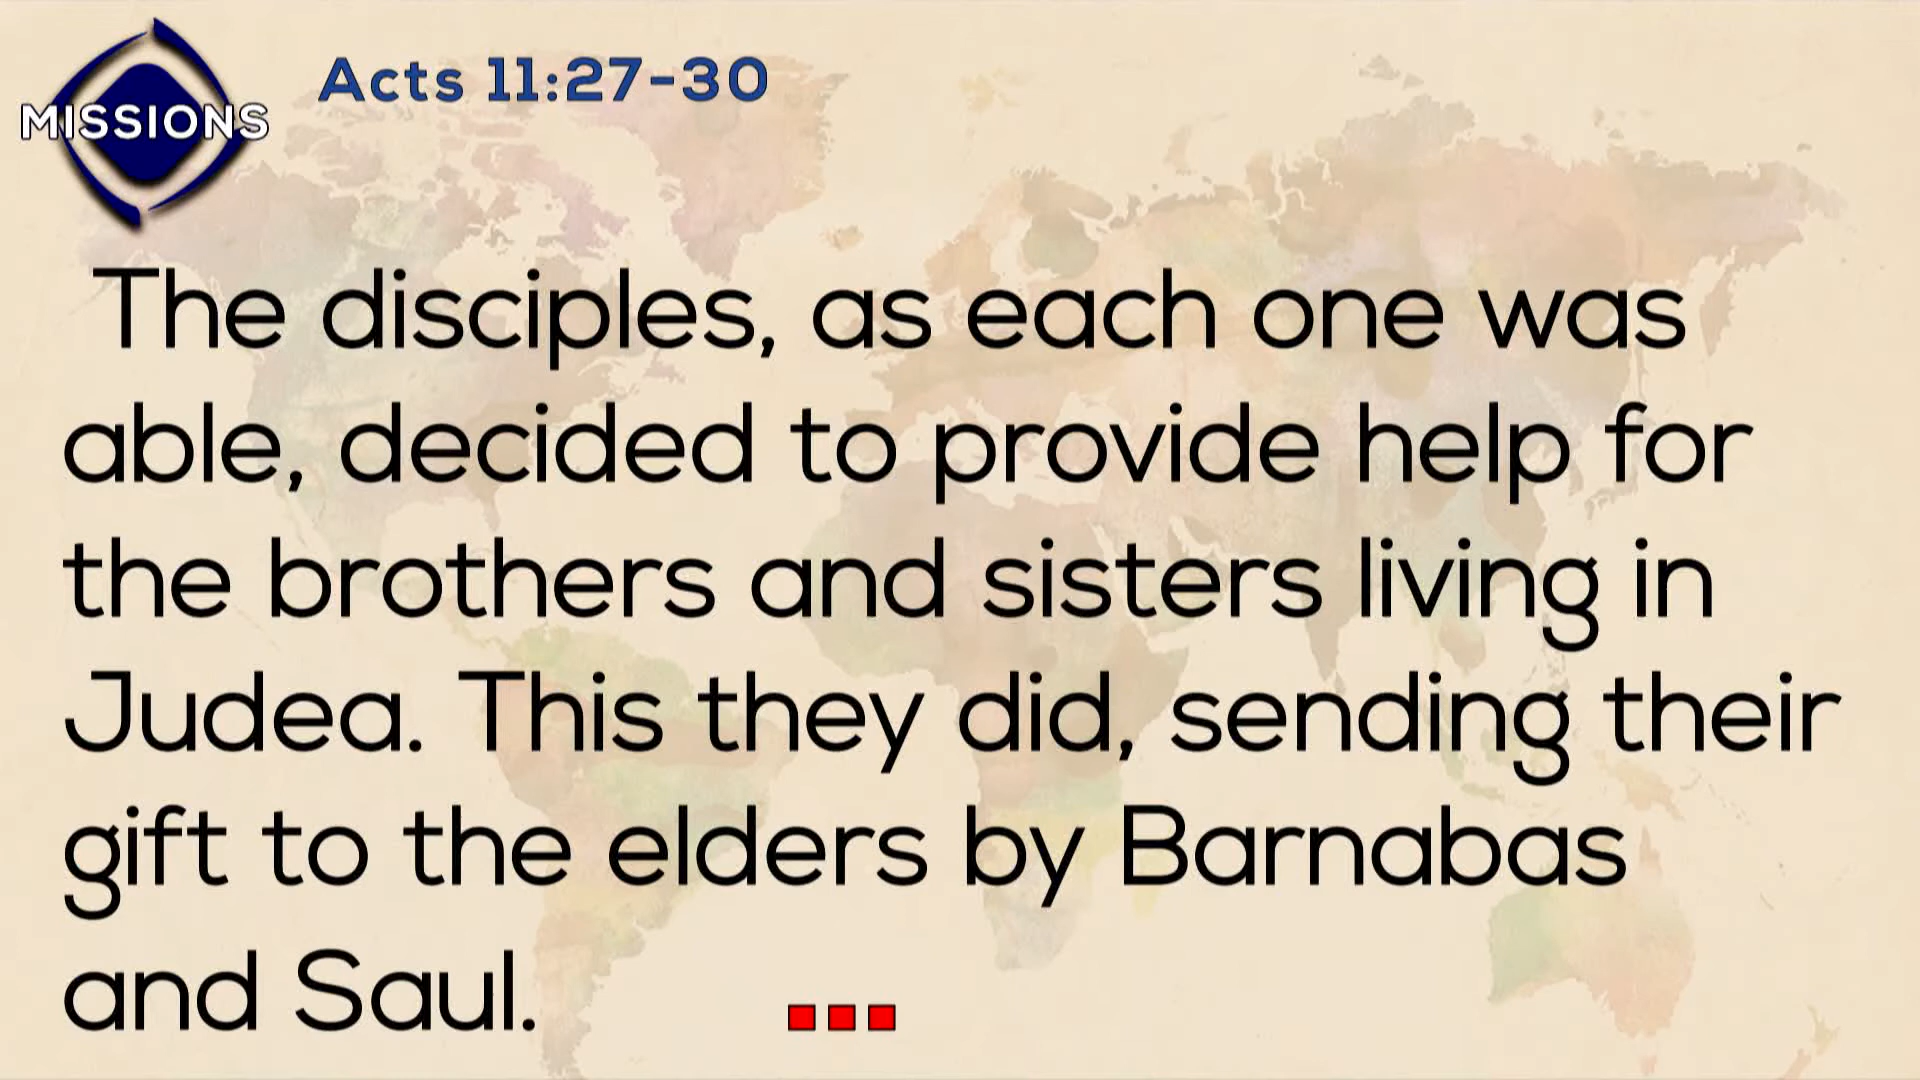 MISSIONS
Acts 11:27-30
The disciples, as each one was
able, decided to provide help for
the brothers and sisters living in
Judea. This they did, sending their
gift to the elders by Barnabas
and Saul. ...